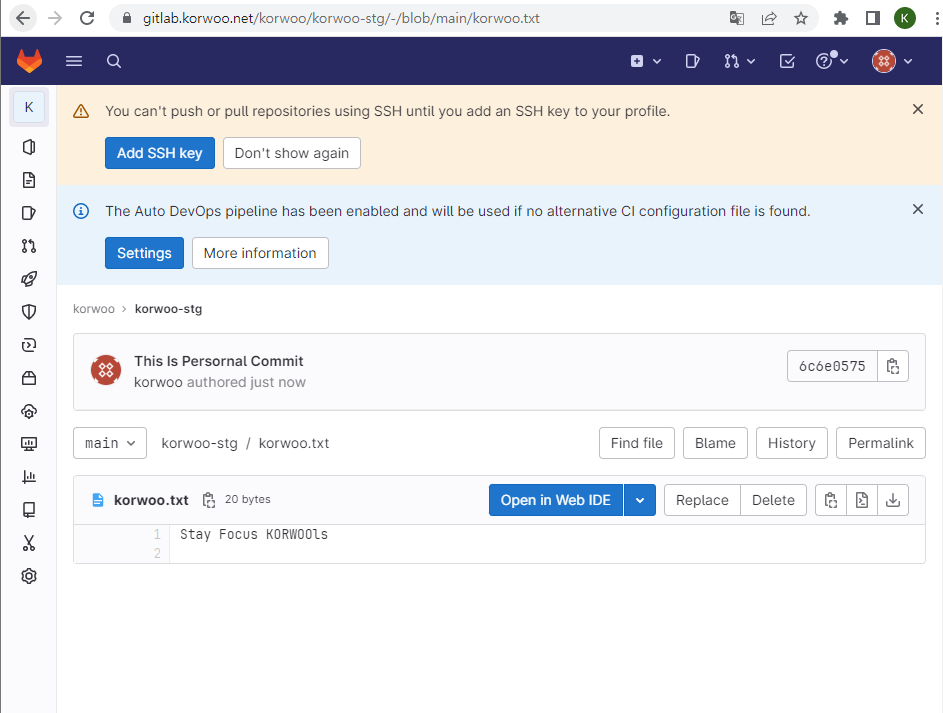 gitlab.korwoo.net/korwoo/korwoo-stg/-/blob/main/korwoo.txt
K
K
You can't push or pull repositories using SSH until you add an SSH key to your profile.
Add SSH key Don't show again
The Auto DevOps pipeline has been enabled and will be used if no alternative CI configuration file is found.
Settings More information
korwoo > korwoo-stg
This Is Persornal Commit
korwoo authored just now
6c6e0575
main korwoo-stg / korwoo.txt Find file Blame History Permalink
korwoo.txt 20 bytes Open in Web IDE Replace Delete
1 Stay Focus KORWOOls
2